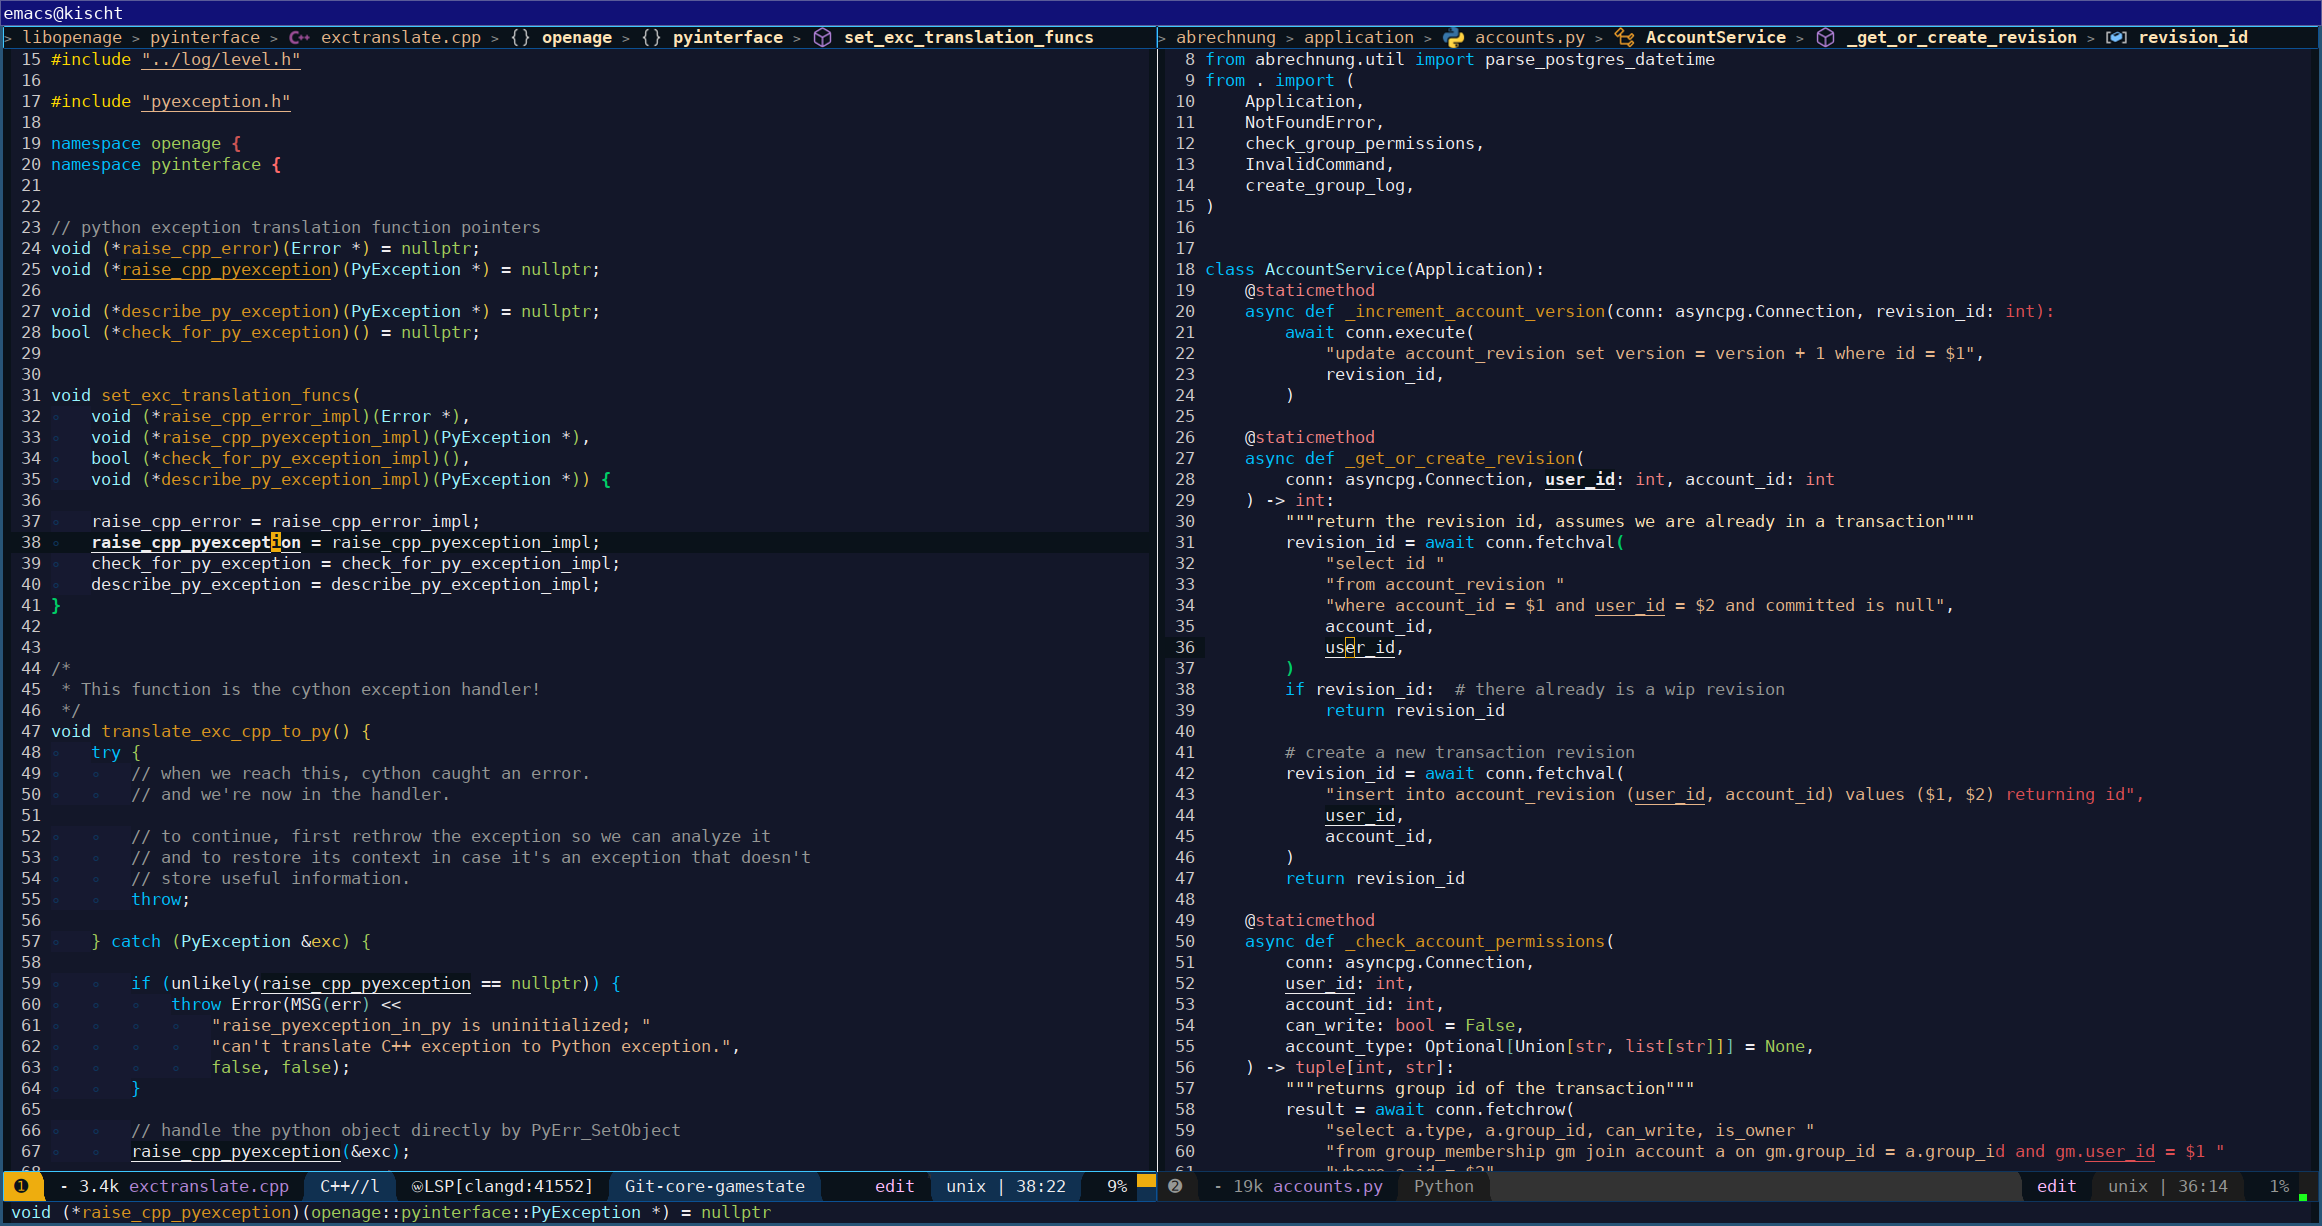 emacs@kischt
> libopenage > pyinterface > C++ exctranslate.cpp > {} openage > {} pyinterface > set_exc_translation_funcs
15 #include "../log/level.h"
16
17 #include "pyexception.h"
18
19 namespace openage {
20 namespace pyinterface {
21
22
23 // python exception translation function pointers
24 void (*raise_cpp_error)(Error *) = nullptr;
25 void (*raise_cpp_pyexception)(PyException *) = nullptr;
26
27 void (*describe_py_exception)(PyException *) = nullptr;
28 bool (*check_for_py_exception)() = nullptr;
29
30
31 void set_exc_translation_funcs(
32     void (*raise_cpp_error_impl)(Error *),
33     void (*raise_cpp_pyexception_impl)(PyException *),
34     bool (*check_for_py_exception_impl)(),
35     void (*describe_py_exception_impl)(PyException *)) {
36
37     raise_cpp_error = raise_cpp_error_impl;
38     raise_cpp_pyexception = raise_cpp_pyexception_impl;
39     check_for_py_exception = check_for_py_exception_impl;
40     describe_py_exception = describe_py_exception_impl;
41 }
42
43
44 /*
45  * This function is the cython exception handler!
46  */
47 void translate_exc_cpp_to_py() {
48     try {
49         // when we reach this, cython caught an error.
50         // and we're now in the handler.
51
52         // to continue, first rethrow the exception so we can analyze it
53         // and to restore its context in case it's an exception that doesn't
54         // store useful information.
55         throw;
56
57     } catch (PyException &exc) {
58
59         if (unlikely(raise_cpp_pyexception == nullptr)) {
60             throw Error(MSG(err) <<
61                 "raise_pyexception_in_py is uninitialized; "
62                 "can't translate C++ exception to Python exception.",
63                 false, false);
64         }
65
66         // handle the python object directly by PyErr_SetObject
67         raise_cpp_pyexception(&exc);
68
❶ - 3.4k exctranslate.cpp C++//l ⓦLSP[clangd:41552] Git-core-gamestate edit unix | 38:22 9%
> abrechnung > application > accounts.py > AccountService > _get_or_create_revision > revision_id
8 from abrechnung.util import parse_postgres_datetime
9 from . import (
10     Application,
11     NotFoundError,
12     check_group_permissions,
13     InvalidCommand,
14     create_group_log,
15 )
16
17
18 class AccountService(Application):
19     @staticmethod
20     async def _increment_account_version(conn: asyncpg.Connection, revision_id: int):
21         await conn.execute(
22             "update account_revision set version = version + 1 where id = $1",
23             revision_id,
24         )
25
26     @staticmethod
27     async def _get_or_create_revision(
28         conn: asyncpg.Connection, user_id: int, account_id: int
29     ) -> int:
30         """return the revision id, assumes we are already in a transaction"""
31         revision_id = await conn.fetchval(
32             "select id "
33             "from account_revision "
34             "where account_id = $1 and user_id = $2 and committed is null",
35             account_id,
36             user_id,
37         )
38         if revision_id:  # there already is a wip revision
39             return revision_id
40
41         # create a new transaction revision
42         revision_id = await conn.fetchval(
43             "insert into account_revision (user_id, account_id) values ($1, $2) returning id",
44             user_id,
45             account_id,
46         )
47         return revision_id
48
49     @staticmethod
50     async def _check_account_permissions(
51         conn: asyncpg.Connection,
52         user_id: int,
53         account_id: int,
54         can_write: bool = False,
55         account_type: Optional[Union[str, list[str]]] = None,
56     ) -> tuple[int, str]:
57         """returns group id of the transaction"""
58         result = await conn.fetchrow(
59             "select a.type, a.group_id, can_write, is_owner "
60             "from group_membership gm join account a on gm.group_id = a.group_id and gm.user_id = $1 "
61             "where a.id = $2"
❷ - 19k accounts.py Python edit unix | 36:14 1%
void (*raise_cpp_pyexception)(openage::pyinterface::PyException *) = nullptr